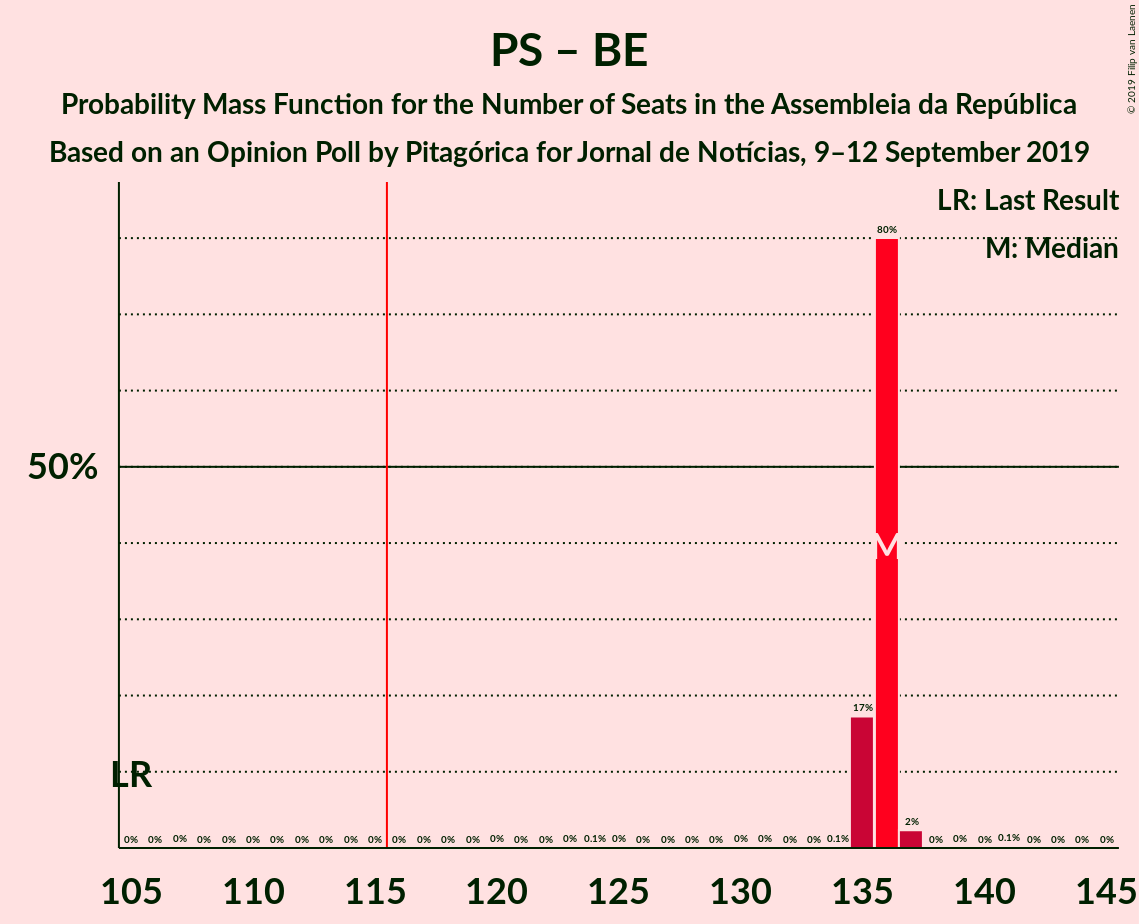 PS – BE
Probability Mass Function for the Number of Seats in the Assembleia da República
Based on an Opinion Poll by Pitagórica for Jornal de Notícias, 9–12 September 2019
© 2019 Filip van Laenen
LR: Last Result
M: Median
50%
80%
M
17%
LR
2%
0% 0% 0% 0% 0% 0% 0% 0% 0% 0% 0% 0% 0% 0% 0% 0% 0% 0% 0% 0.1% 0% 0% 0% 0% 0% 0% 0% 0% 0% 0.1% 0% 0% 0% 0.1% 0% 0% 0% 0%
105 110 115 120 125 130 135 140 145